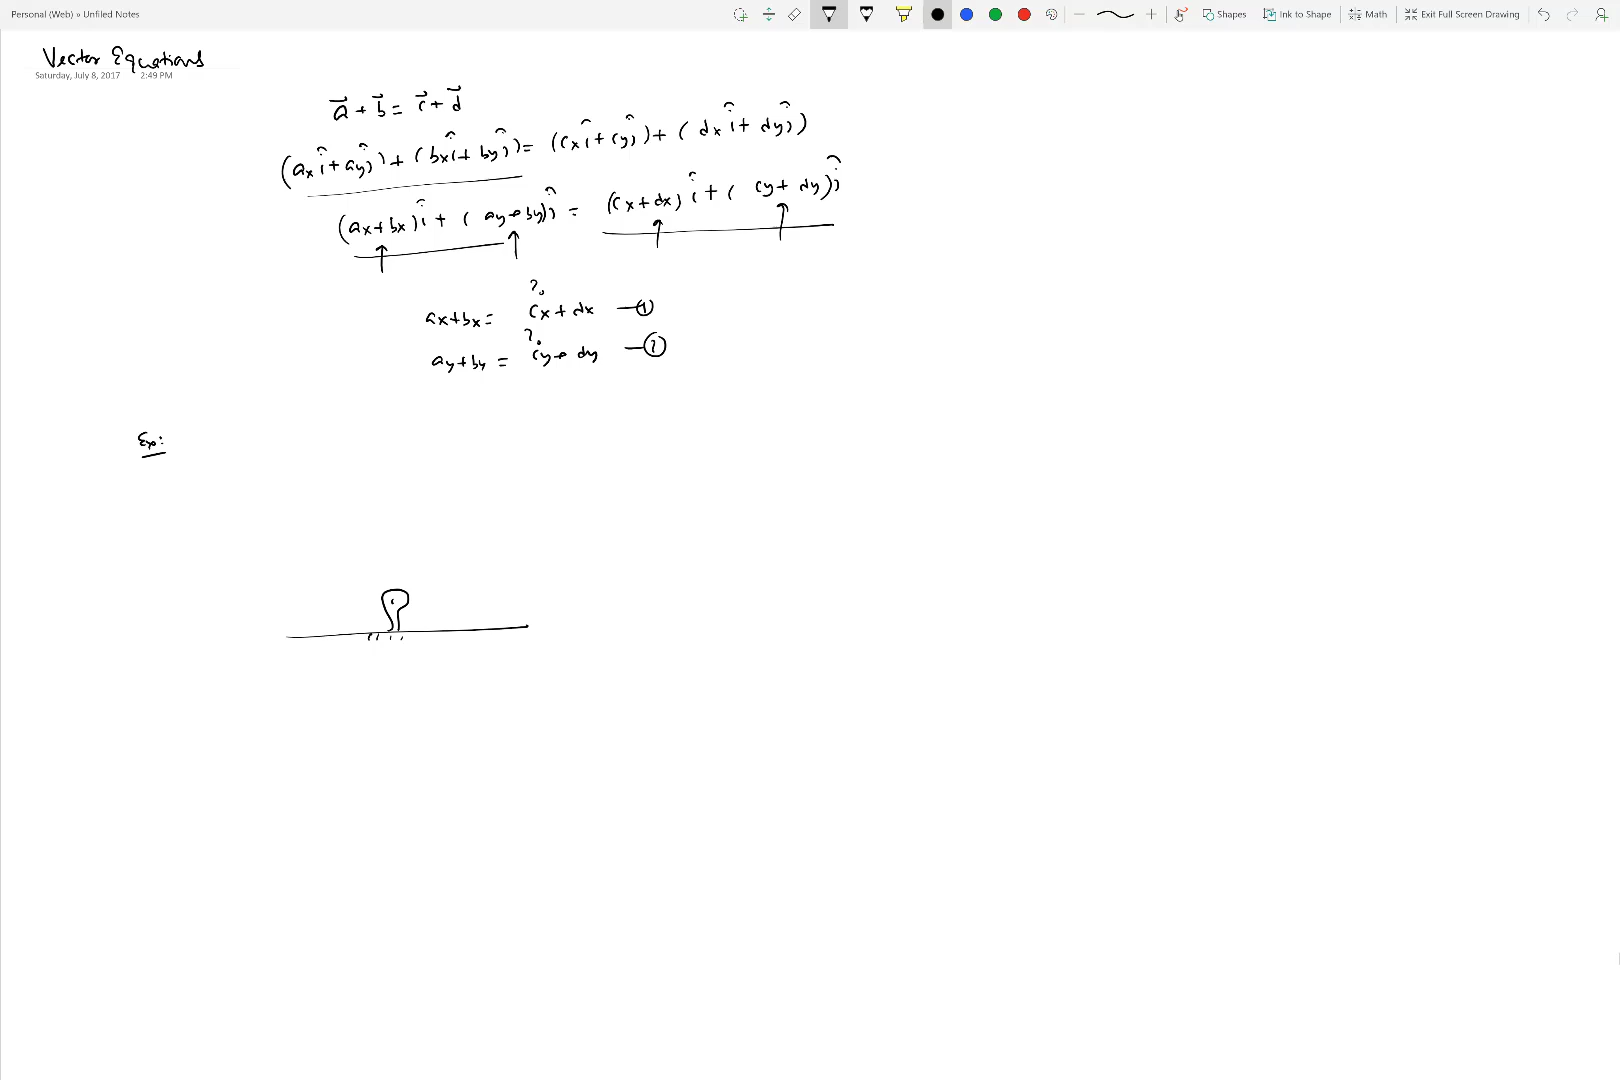 Personal (Web) » Unfiled Notes
Shapes Ink to Shape Math Exit Full Screen Drawing
Vector Equations
Saturday, July 8, 2017 2:49 PM
a⃗ + b⃗ = c⃗ + d⃗
(ax î + ay ĵ) + (bx î + by ĵ) = (cx î + cy ĵ) + (dx î + dy ĵ)
(ax + bx) î + (ay + by) ĵ = (cx + dx) î + (cy + dy) ĵ
?
ax + bx = cx + dx — ①
?
ay + by = cy + dy — ②
Ex: